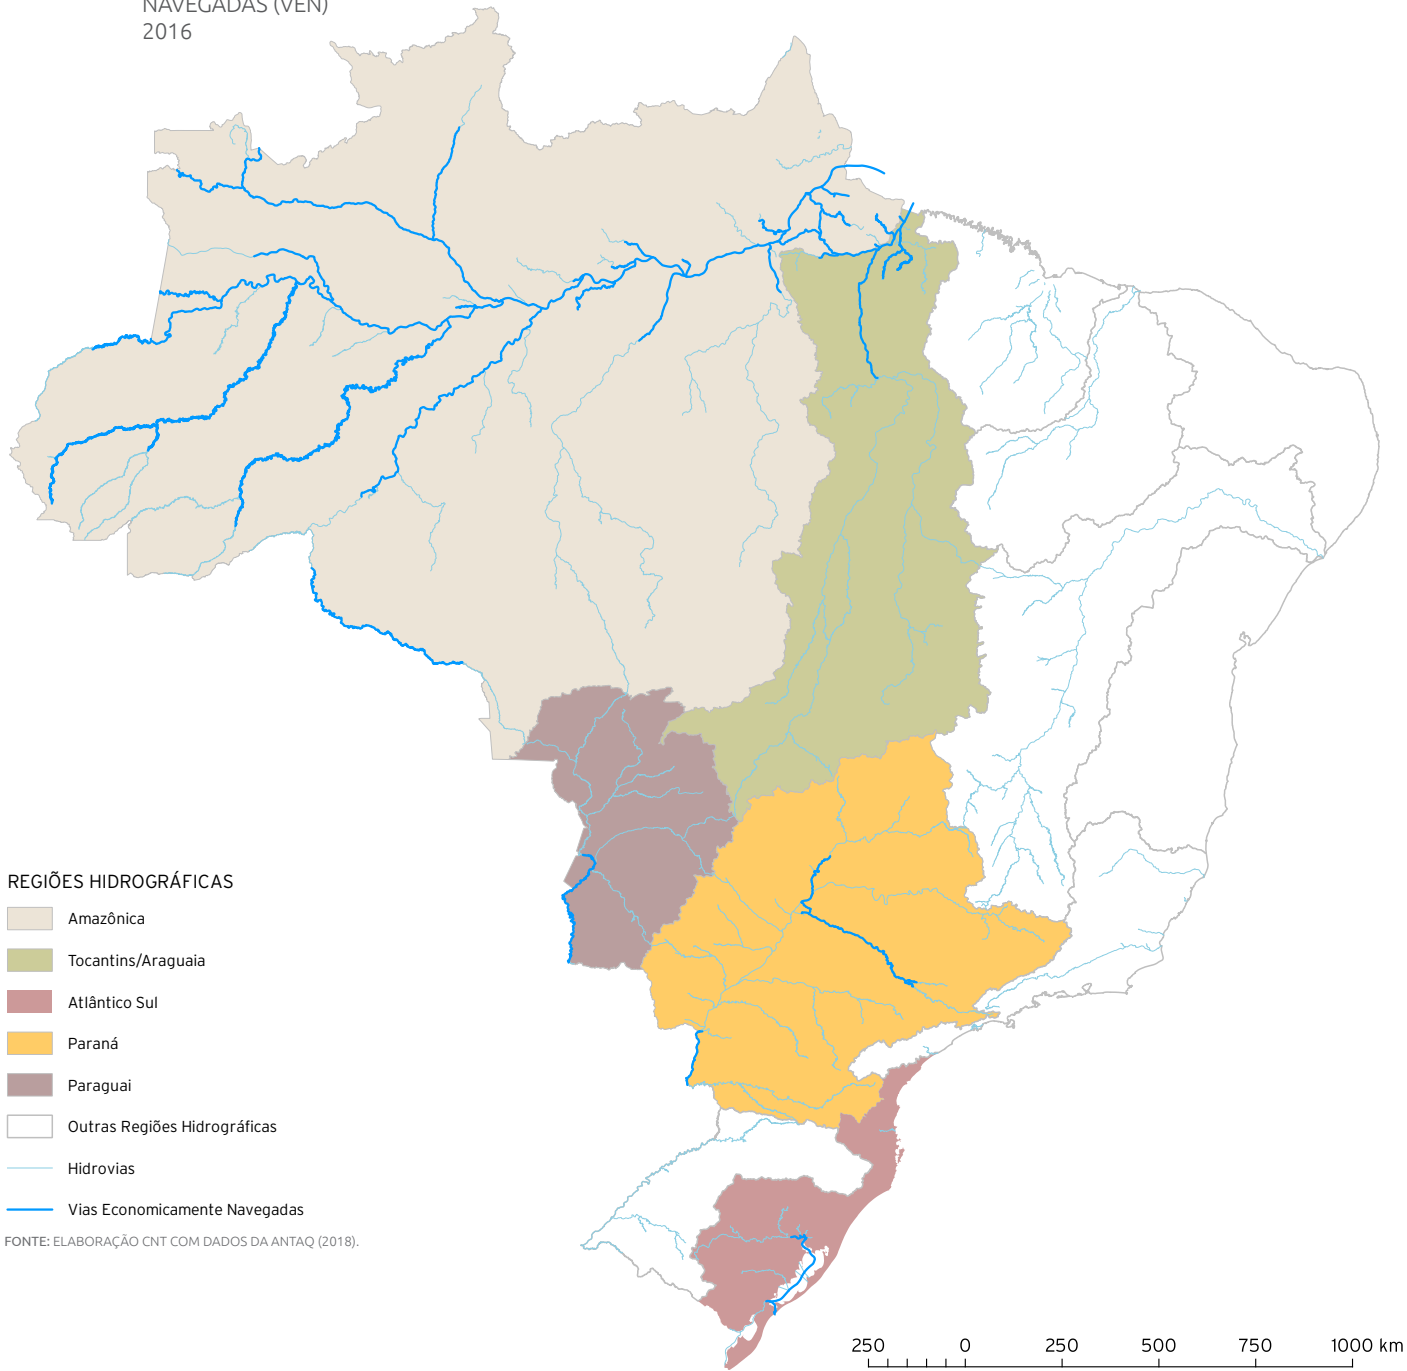 NAVEGADAS (VEN)
2016
REGIÕES HIDROGRÁFICAS
Amazônica
Tocantins/Araguaia
Atlântico Sul
Paraná
Paraguai
Outras Regiões Hidrográficas
Hidrovias
Vias Economicamente Navegadas
FONTE: ELABORAÇÃO CNT COM DADOS DA ANTAQ (2018).
250 0 250 500 750 1000 km